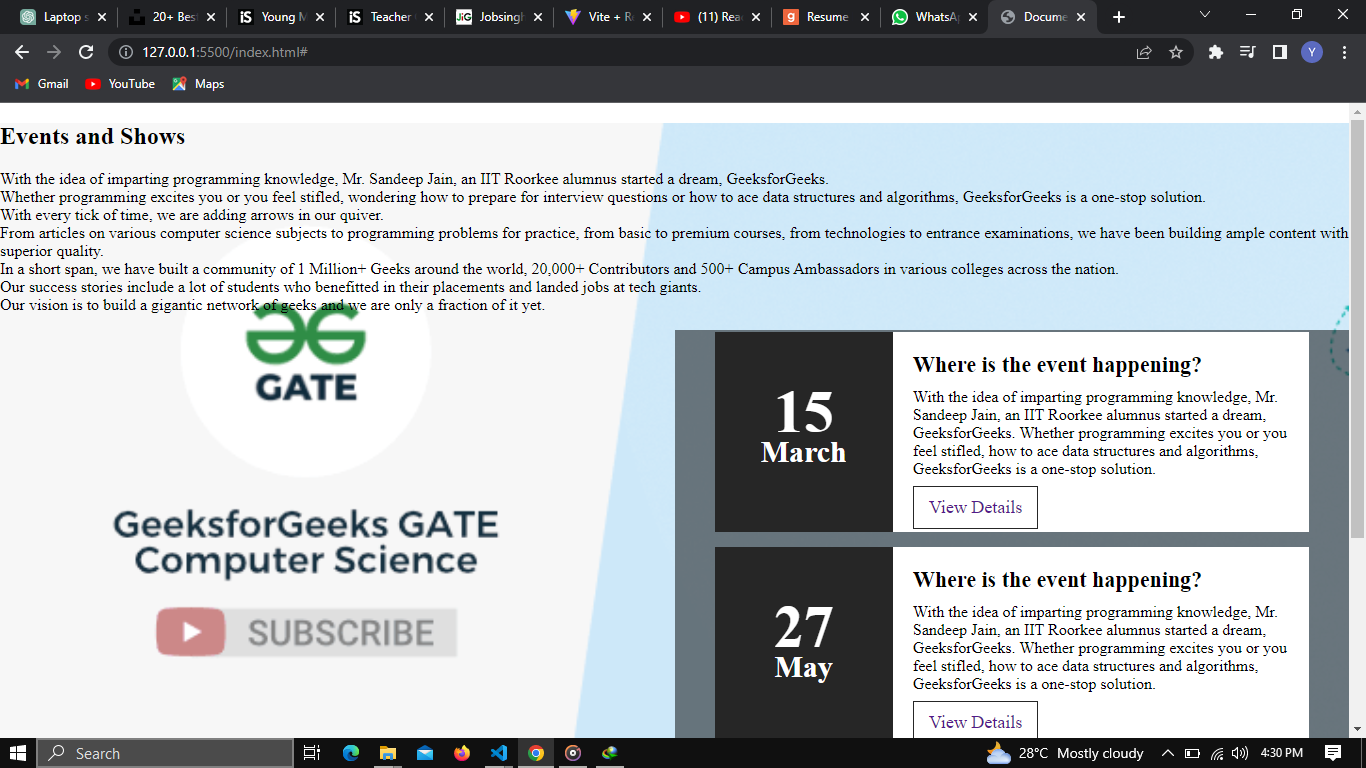 Laptop s
20+ Bes
iS Young M
iS Teacher
JiG Jobsingh
Vite + R
(11) Rea
g Resume
WhatsA
Docume
127.0.0.1:5500/index.html#
Y
Gmail
YouTube
Maps
Events and Shows
With the idea of imparting programming knowledge, Mr. Sandeep Jain, an IIT Roorkee alumnus started a dream, GeeksforGeeks.
Whether programming excites you or you feel stifled, wondering how to prepare for interview questions or how to ace data structures and algorithms, GeeksforGeeks is a one-stop solution.
With every tick of time, we are adding arrows in our quiver.
From articles on various computer science subjects to programming problems for practice, from basic to premium courses, from technologies to entrance examinations, we have been building ample content with
superior quality.
In a short span, we have built a community of 1 Million+ Geeks around the world, 20,000+ Contributors and 500+ Campus Ambassadors in various colleges across the nation.
Our success stories include a lot of students who benefitted in their placements and landed jobs at tech giants.
Our vision is to build a gigantic network of geeks and we are only a fraction of it yet.
GATE
GeeksforGeeks GATE
Computer Science
SUBSCRIBE
15
March
Where is the event happening?
With the idea of imparting programming knowledge, Mr.
Sandeep Jain, an IIT Roorkee alumnus started a dream,
GeeksforGeeks. Whether programming excites you or you
feel stifled, how to ace data structures and algorithms,
GeeksforGeeks is a one-stop solution.
View Details
27
May
Where is the event happening?
With the idea of imparting programming knowledge, Mr.
Sandeep Jain, an IIT Roorkee alumnus started a dream,
GeeksforGeeks. Whether programming excites you or you
feel stifled, how to ace data structures and algorithms,
GeeksforGeeks is a one-stop solution.
View Details
Search
28°C Mostly cloudy
4:30 PM